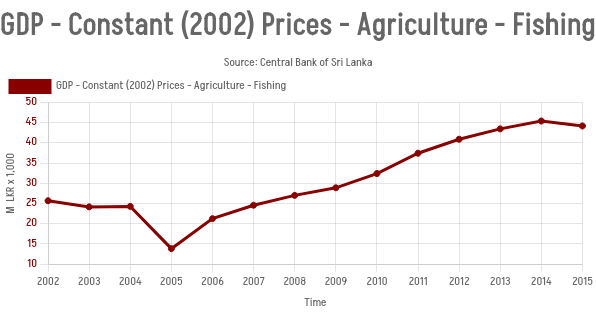 GDP - Constant (2002) Prices - Agriculture - Fishing
Source: Central Bank of Sri Lanka
GDP - Constant (2002) Prices - Agriculture - Fishing
M LKR x 1,000
50
45
40
35
30
25
20
15
10
2002 2003 2004 2005 2006 2007 2008 2009 2010 2011 2012 2013 2014 2015
Time